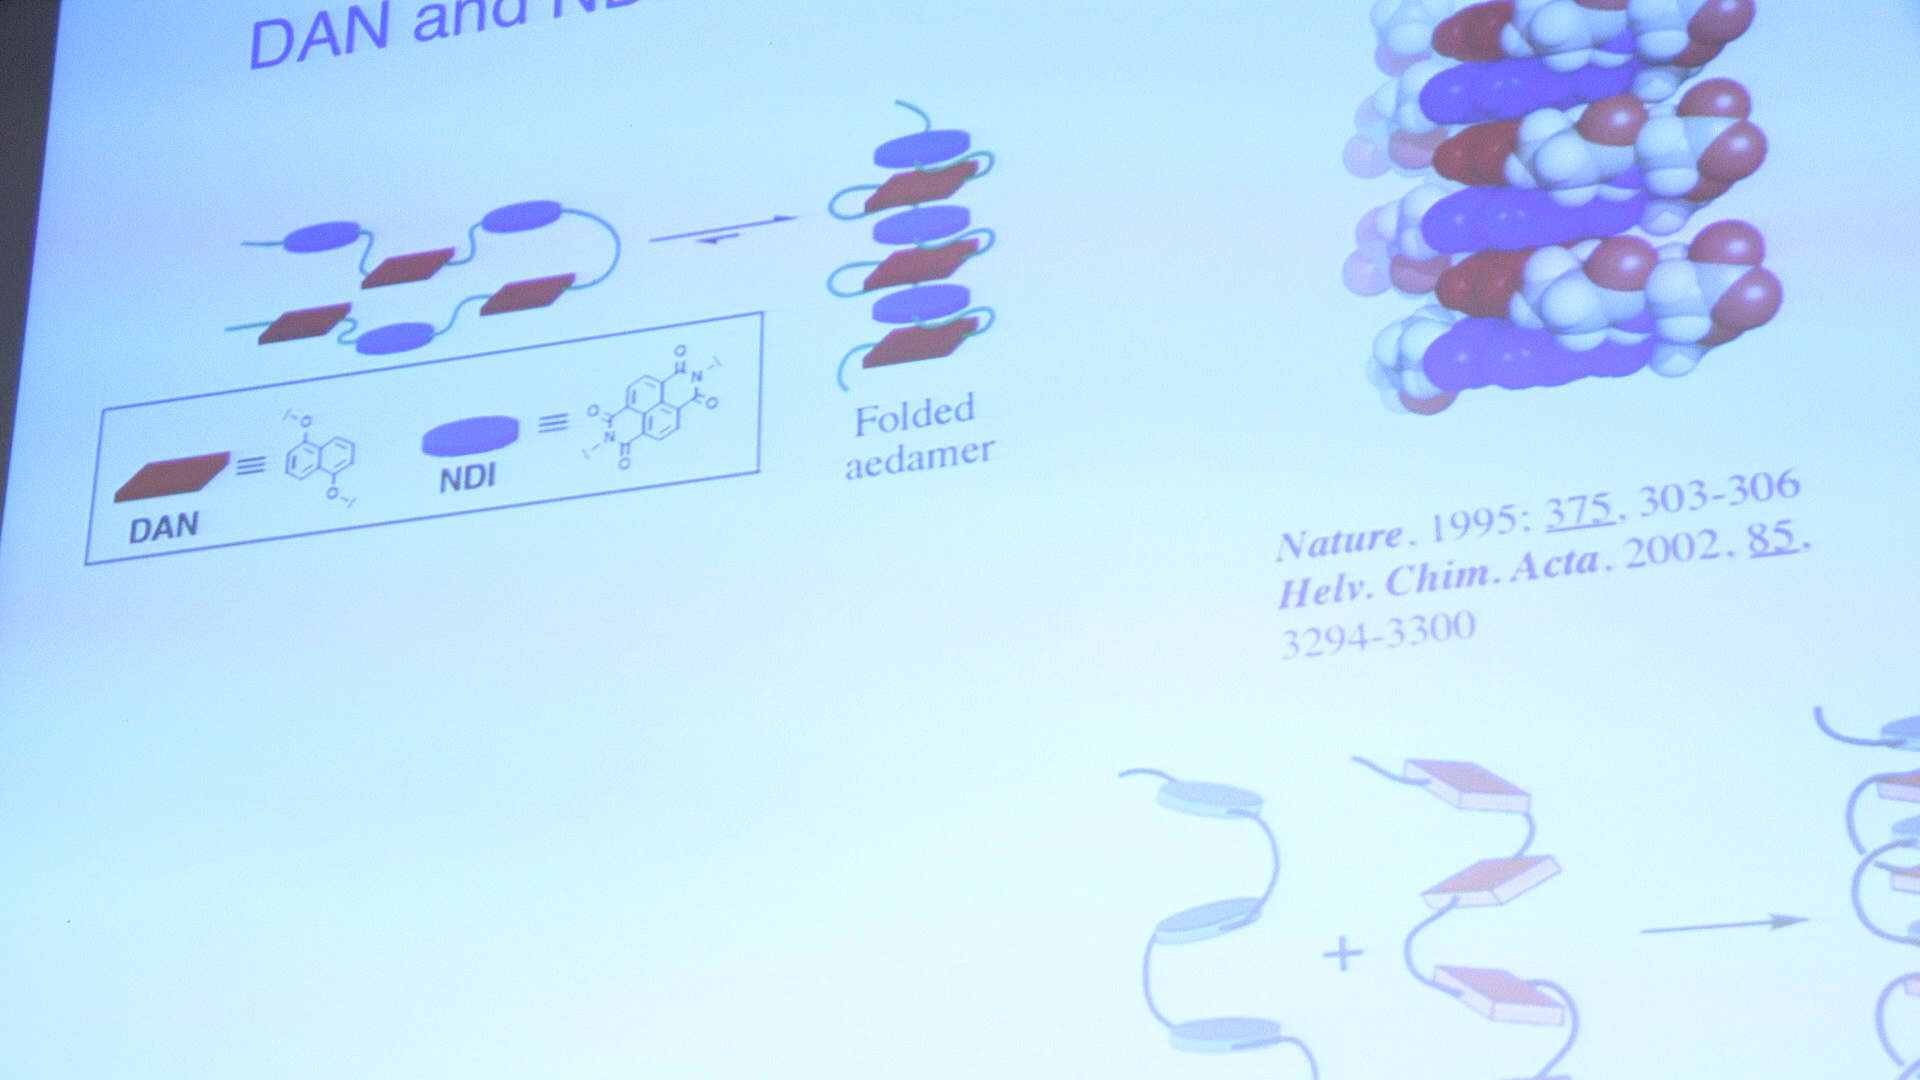 DAN and ND
O
O
DAN
NDI
O
N
O
O
N
O
Folded
aedamer
Nature, 1995; 375, 303-306
Helv. Chim. Acta, 2002, 85,
3294-3300
+